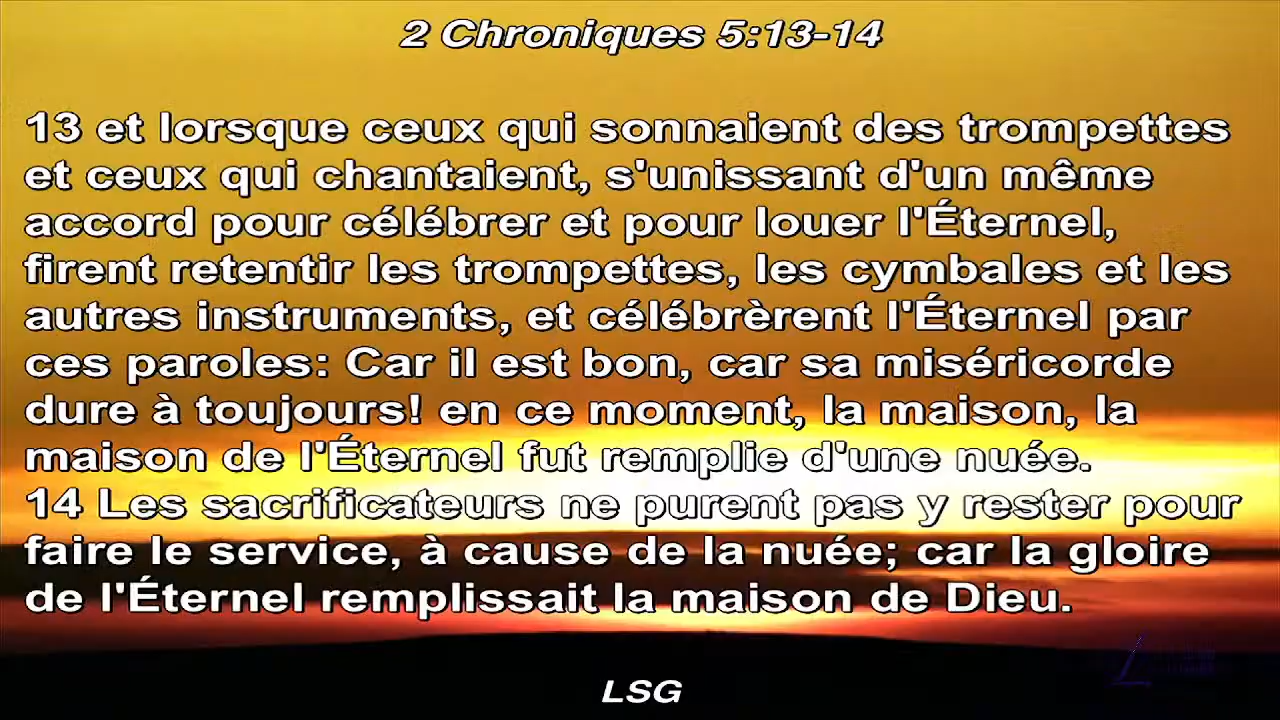 2 Chroniques 5:13-14
13 et lorsque ceux qui sonnaient des trompettes
et ceux qui chantaient, s'unissant d'un même
accord pour célébrer et pour louer l'Éternel,
firent retentir les trompettes, les cymbales et les
autres instruments, et célébrèrent l'Éternel par
ces paroles: Car il est bon, car sa miséricorde
dure à toujours! en ce moment, la maison, la
maison de l'Éternel fut remplie d'une nuée.
14 Les sacrificateurs ne purent pas y rester pour
faire le service, à cause de la nuée; car la gloire
de l'Éternel remplissait la maison de Dieu.
LSG